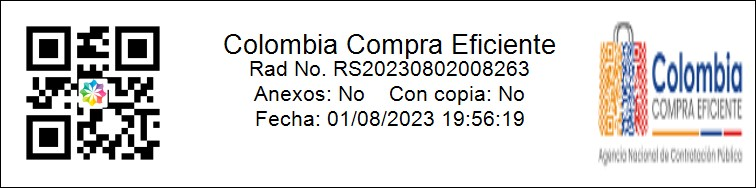 Colombia Compra Eficiente
Rad No. RS20230802008263
Anexos: No    Con copia: No
Fecha: 01/08/2023 19:56:19
Colombia
COMPRA EFICIENTE
Agencia Nacional de Contratación Pública